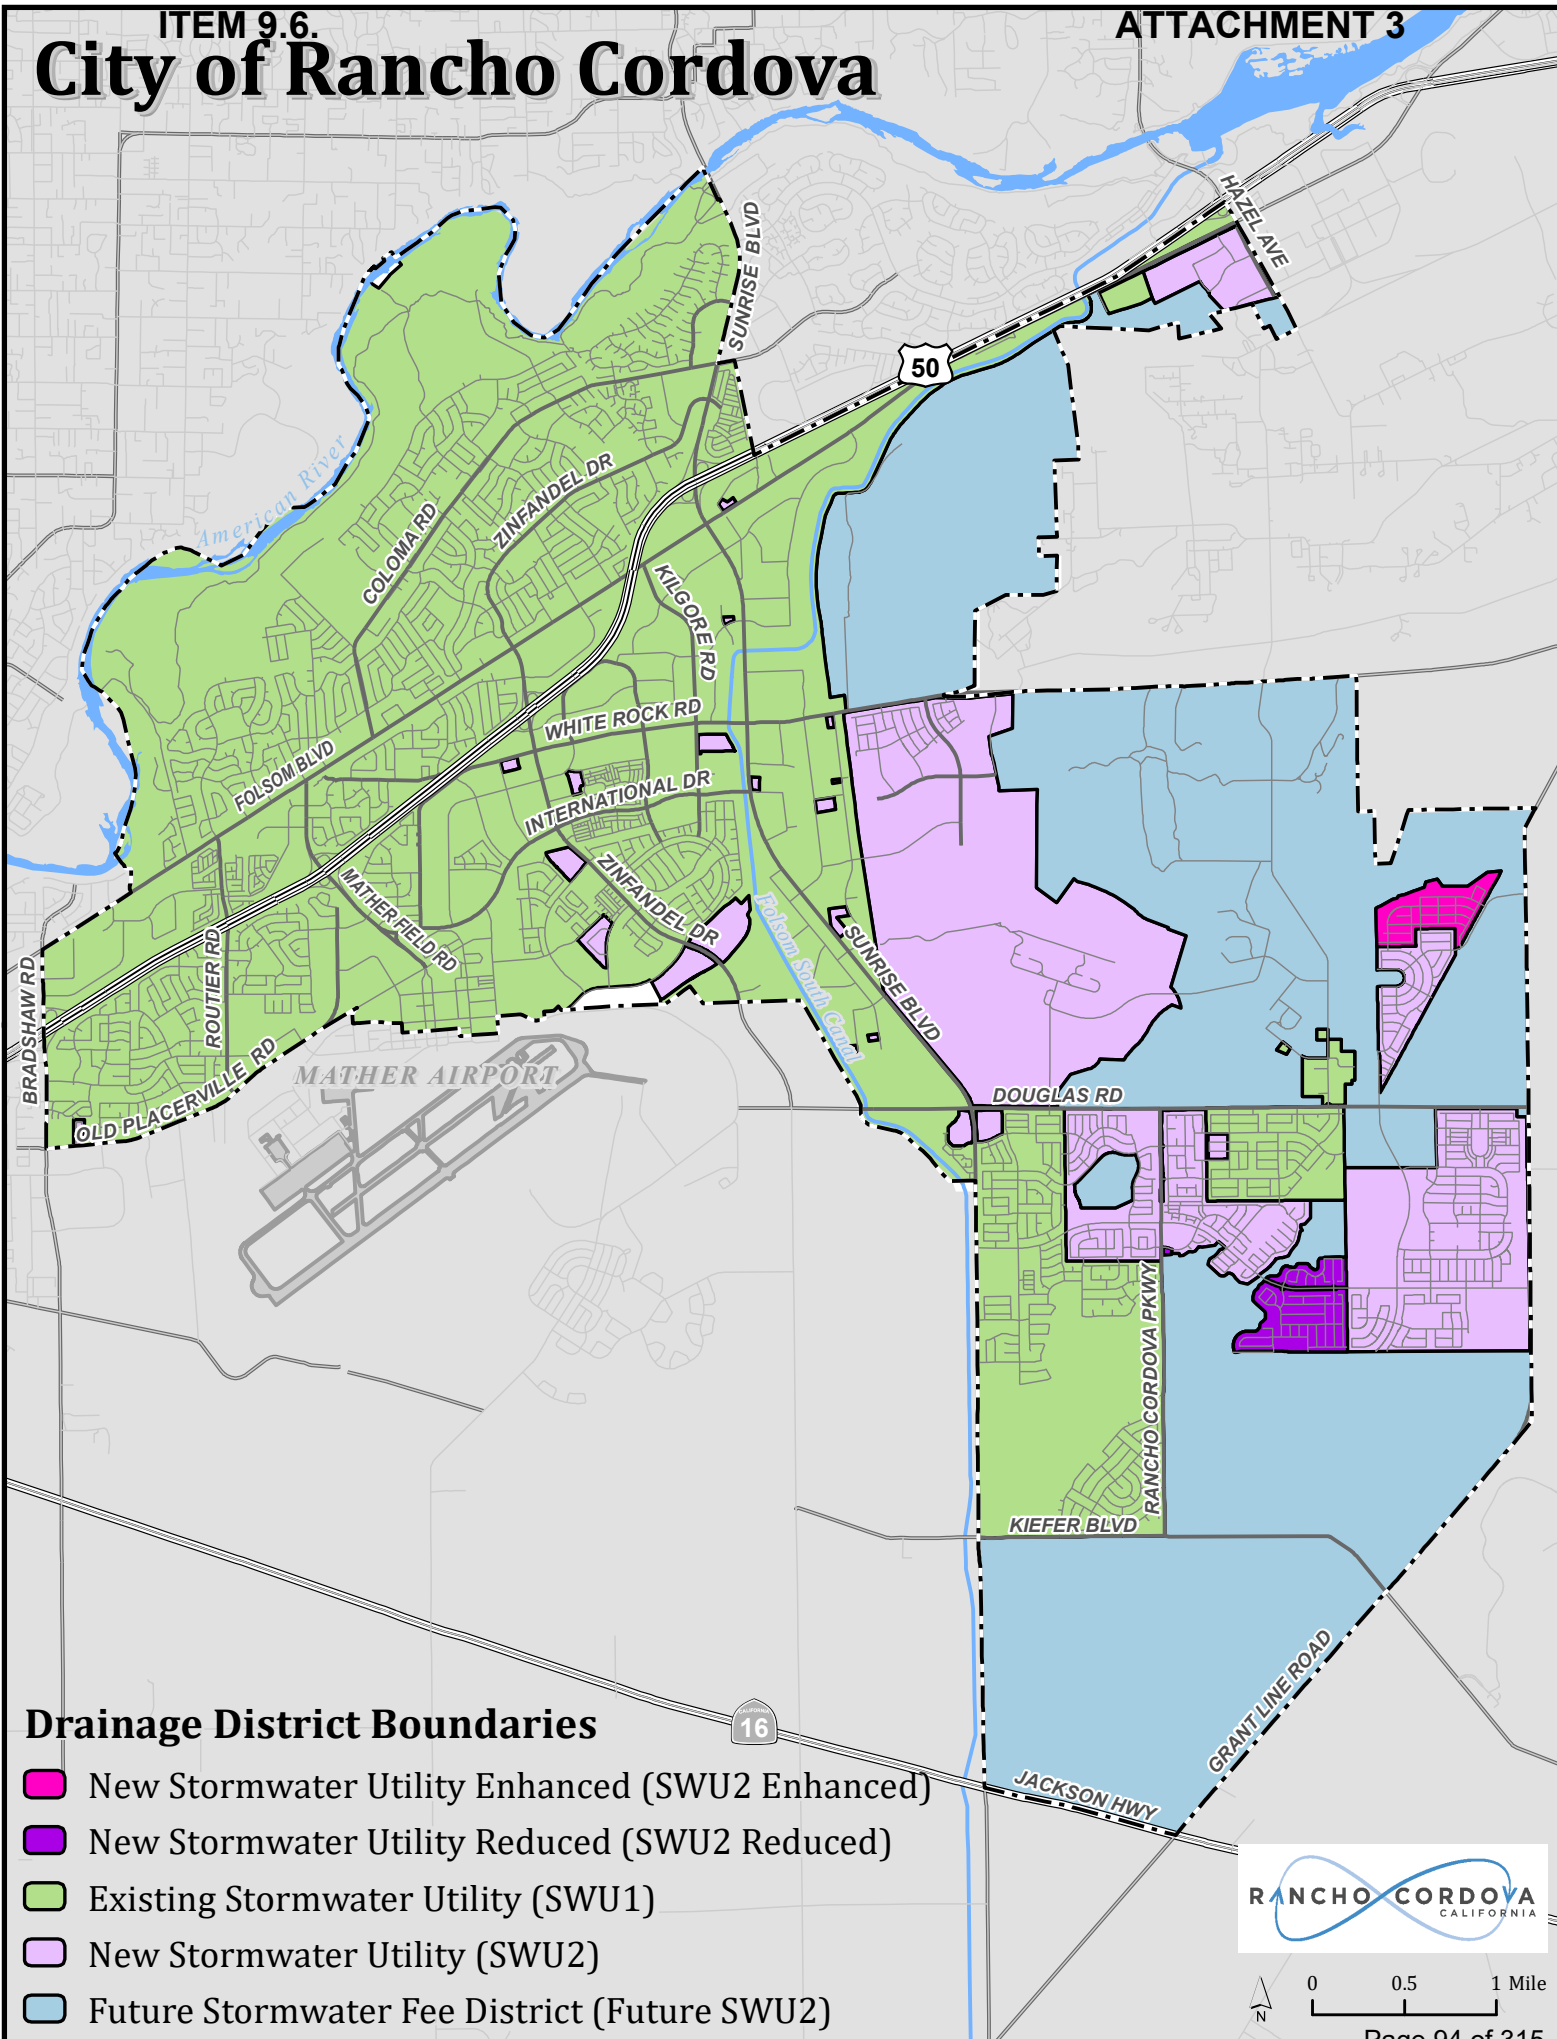 ITEM 9.6.
ATTACHMENT 3
City of Rancho Cordova
HAZEL AVE
SUNRISE BLVD
50
American River
COLOMA RD
ZINFANDEL DR
KILGORE RD
WHITE ROCK RD
FOLSOM BLVD
INTERNATIONAL DR
MATHER FIELD RD
ZINFANDEL DR
Folsom South Canal
SUNRISE BLVD
ROUTIER RD
BRADSHAW RD
OLD PLACERVILLE RD
MATHER AIRPORT
DOUGLAS RD
RANCHO CORDOVA PKWY
KIEFER BLVD
GRANT LINE ROAD
JACKSON HWY
CALIFORNIA
16
Drainage District Boundaries
New Stormwater Utility Enhanced (SWU2 Enhanced)
New Stormwater Utility Reduced (SWU2 Reduced)
Existing Stormwater Utility (SWU1)
New Stormwater Utility (SWU2)
Future Stormwater Fee District (Future SWU2)
RANCHO CORDOVA
CALIFORNIA
N
0 0.5 1 Mile
Page 94 of 315